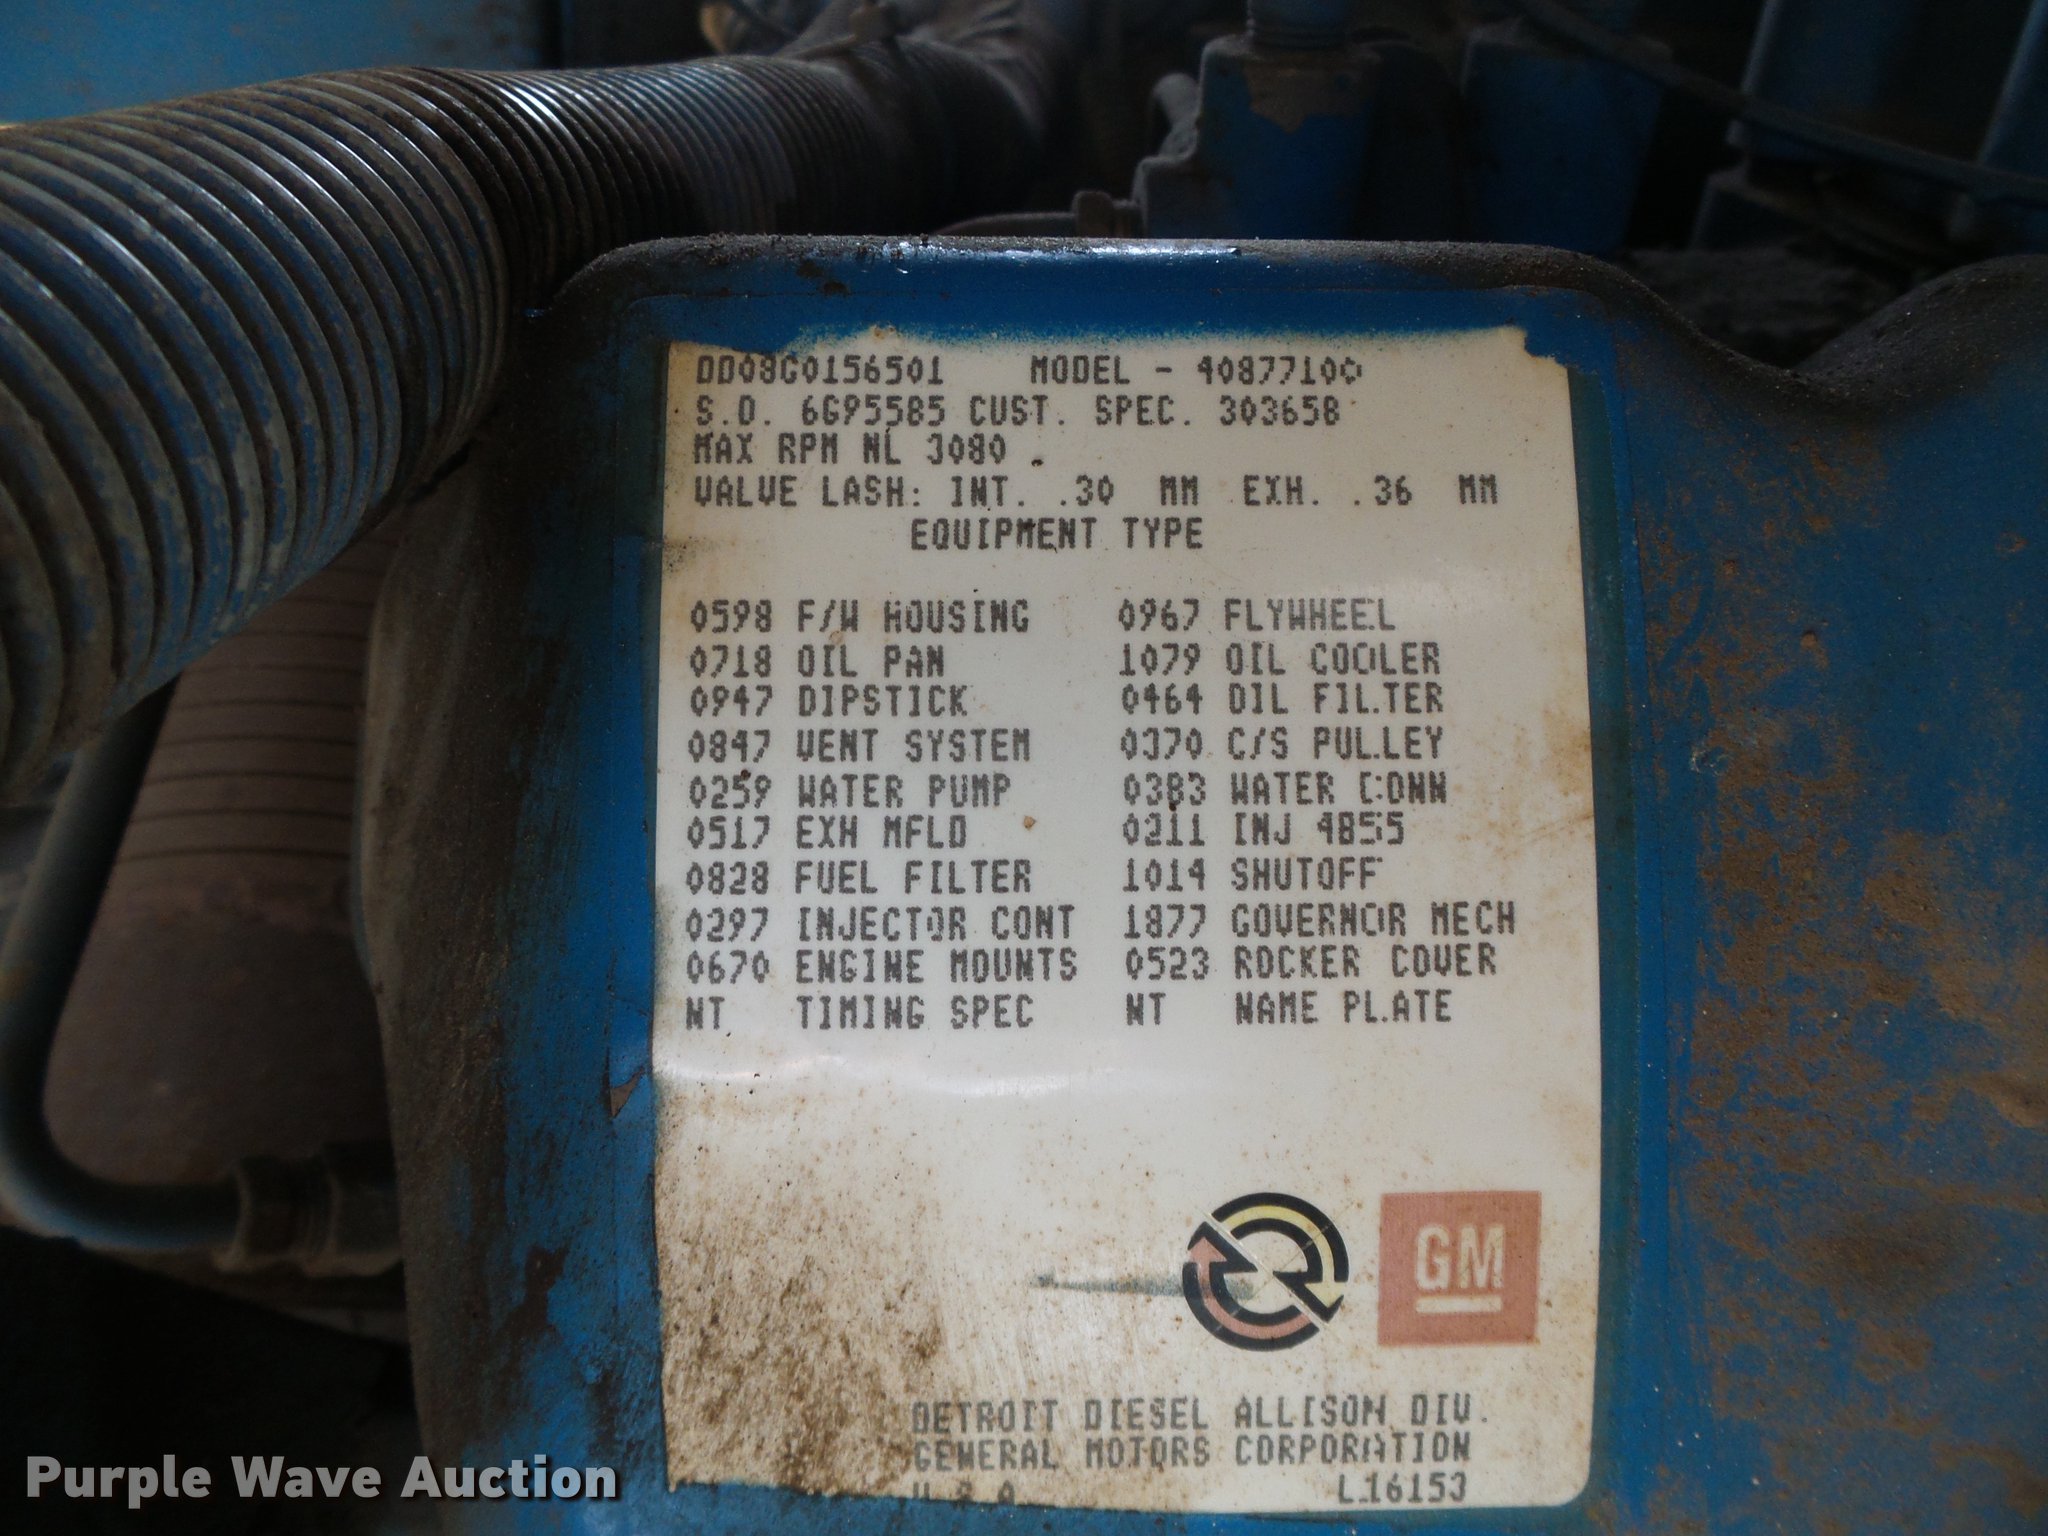 DD08G0156501 MODEL - 40877100
S.O. 6G95585 CUST. SPEC. 303658
MAX RPM NL 3080
VALVE LASH: INT. .30 MM EXH. .36 MM
EQUIPMENT TYPE
0598 F/W HOUSING 0967 FLYWHEEL
0718 OIL PAN 1079 OIL COOLER
0947 DIPSTICK 0464 OIL FILTER
0847 VENT SYSTEM 0370 C/S PULLEY
0259 WATER PUMP 0383 WATER CONN
0517 EXH MFLD 0211 INJ 4855
0828 FUEL FILTER 1014 SHUTOFF
0297 INJECTOR CONT 1877 GOVERNOR MECH
0670 ENGINE MOUNTS 0523 ROCKER COVER
NT TIMING SPEC NT NAME PLATE
GM
DETROIT DIESEL ALLISON DIV.
GENERAL MOTORS CORPORATION
U.S.A. L16153
Purple Wave Auction